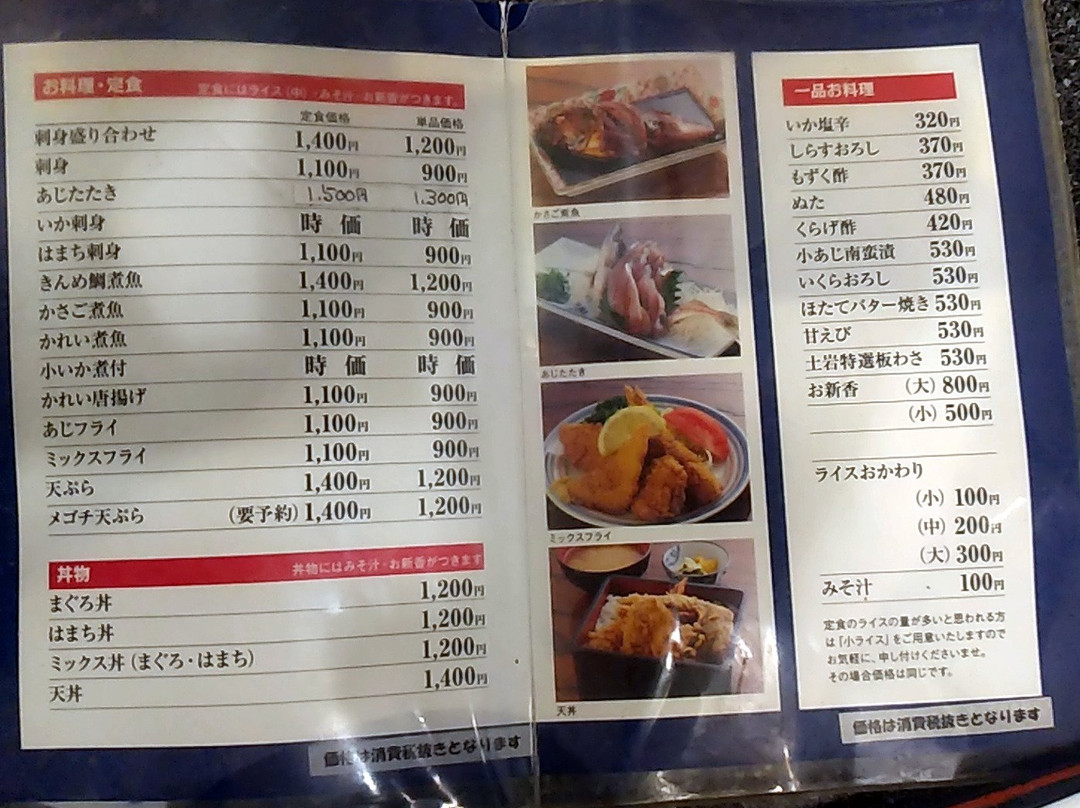 お料理・定食 定食にはライス(中)・みそ汁・お新香がつきます。
定食価格 単品価格
刺身盛り合わせ 1,400円 1,200円
刺身 1,100円 900円
あじたたき 1.500円 1.300円
いか刺身 時価 時価
はまち刺身 1,100円 900円
きんめ鯛煮魚 1,400円 1,200円
かさご煮魚 1,100円 900円
かれい煮魚 1,100円 900円
小いか煮付 時価 時価
かれい唐揚げ 1,100円 900円
あじフライ 1,100円 900円
ミックスフライ 1,100円 900円
天ぷら 1,400円 1,200円
メゴチ天ぷら (要予約) 1,400円 1,200円
丼物 丼物にはみそ汁・お新香がつきます
まぐろ丼 1,200円
はまち丼 1,200円
ミックス丼(まぐろ・はまち) 1,200円
天丼 1,400円
価格は消費税抜きとなります
かさご煮魚
あじたたき
ミックスフライ
天丼
一品お料理
いか塩辛 320円
しらすおろし 370円
もずく酢 370円
ぬた 480円
くらげ酢 420円
小あじ南蛮漬 530円
いくらおろし 530円
ほたてバター焼き 530円
甘えび 530円
土岩特選板わさ 530円
お新香 (大) 800円
(小) 500円
ライスおかわり
(小) 100円
(中) 200円
(大) 300円
みそ汁 100円
定食のライスの量が多いと思われる方
は「小ライス」をご用意いたしますので
お気軽に、申し付けくださいませ。
その場合価格は同じです。
価格は消費税抜きとなります